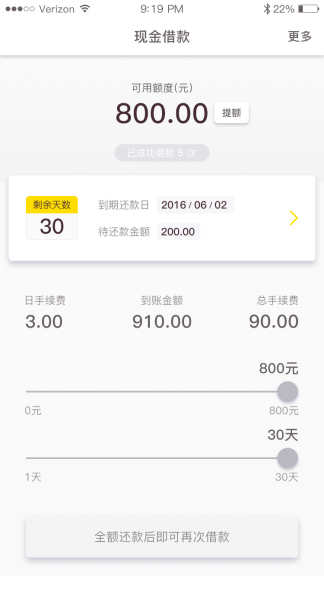 Verizon 9:19 PM 22%
现金借款 更多
可用额度(元)
800.00 提额
已成功借款 5 次
剩余天数 到期还款日 2016 / 06 / 02
30 待还款金额 200.00
日手续费 到账金额 总手续费
3.00 910.00 90.00
800元
0元 800元
30天
1天 30天
全额还款后即可再次借款